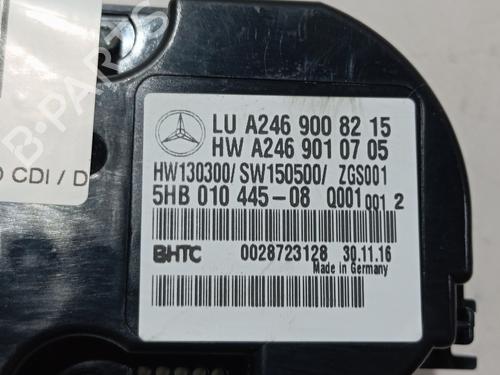 LU A246 900 82 15
HW A246 901 07 05
HW130300/ SW150500/ ZGS001
5HB 010 445-08 Q001 001 2
BHTC 0028723128 30.11.16
Made in Germany
CDI / D
B-PARTS